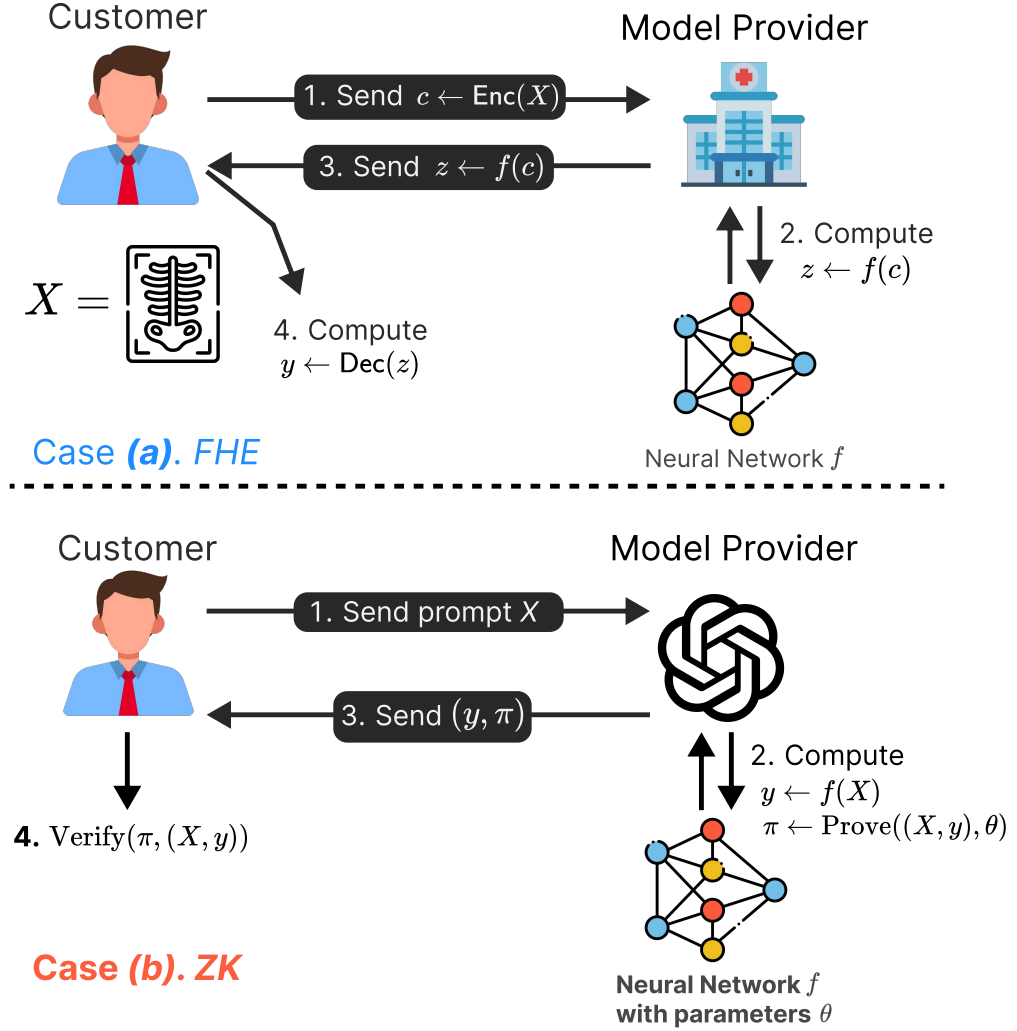 Customer
Model Provider
1. Send c ← Enc(X)
3. Send z ← f(c)
2. Compute
z ← f(c)
X =
4. Compute
y ← Dec(z)
Case (a). FHE
Neural Network f
Customer
Model Provider
1. Send prompt X
3. Send (y, π)
2. Compute
y ← f(X)
π ← Prove((X, y), θ)
4. Verify(π, (X, y))
Case (b). ZK
Neural Network f
with parameters θ